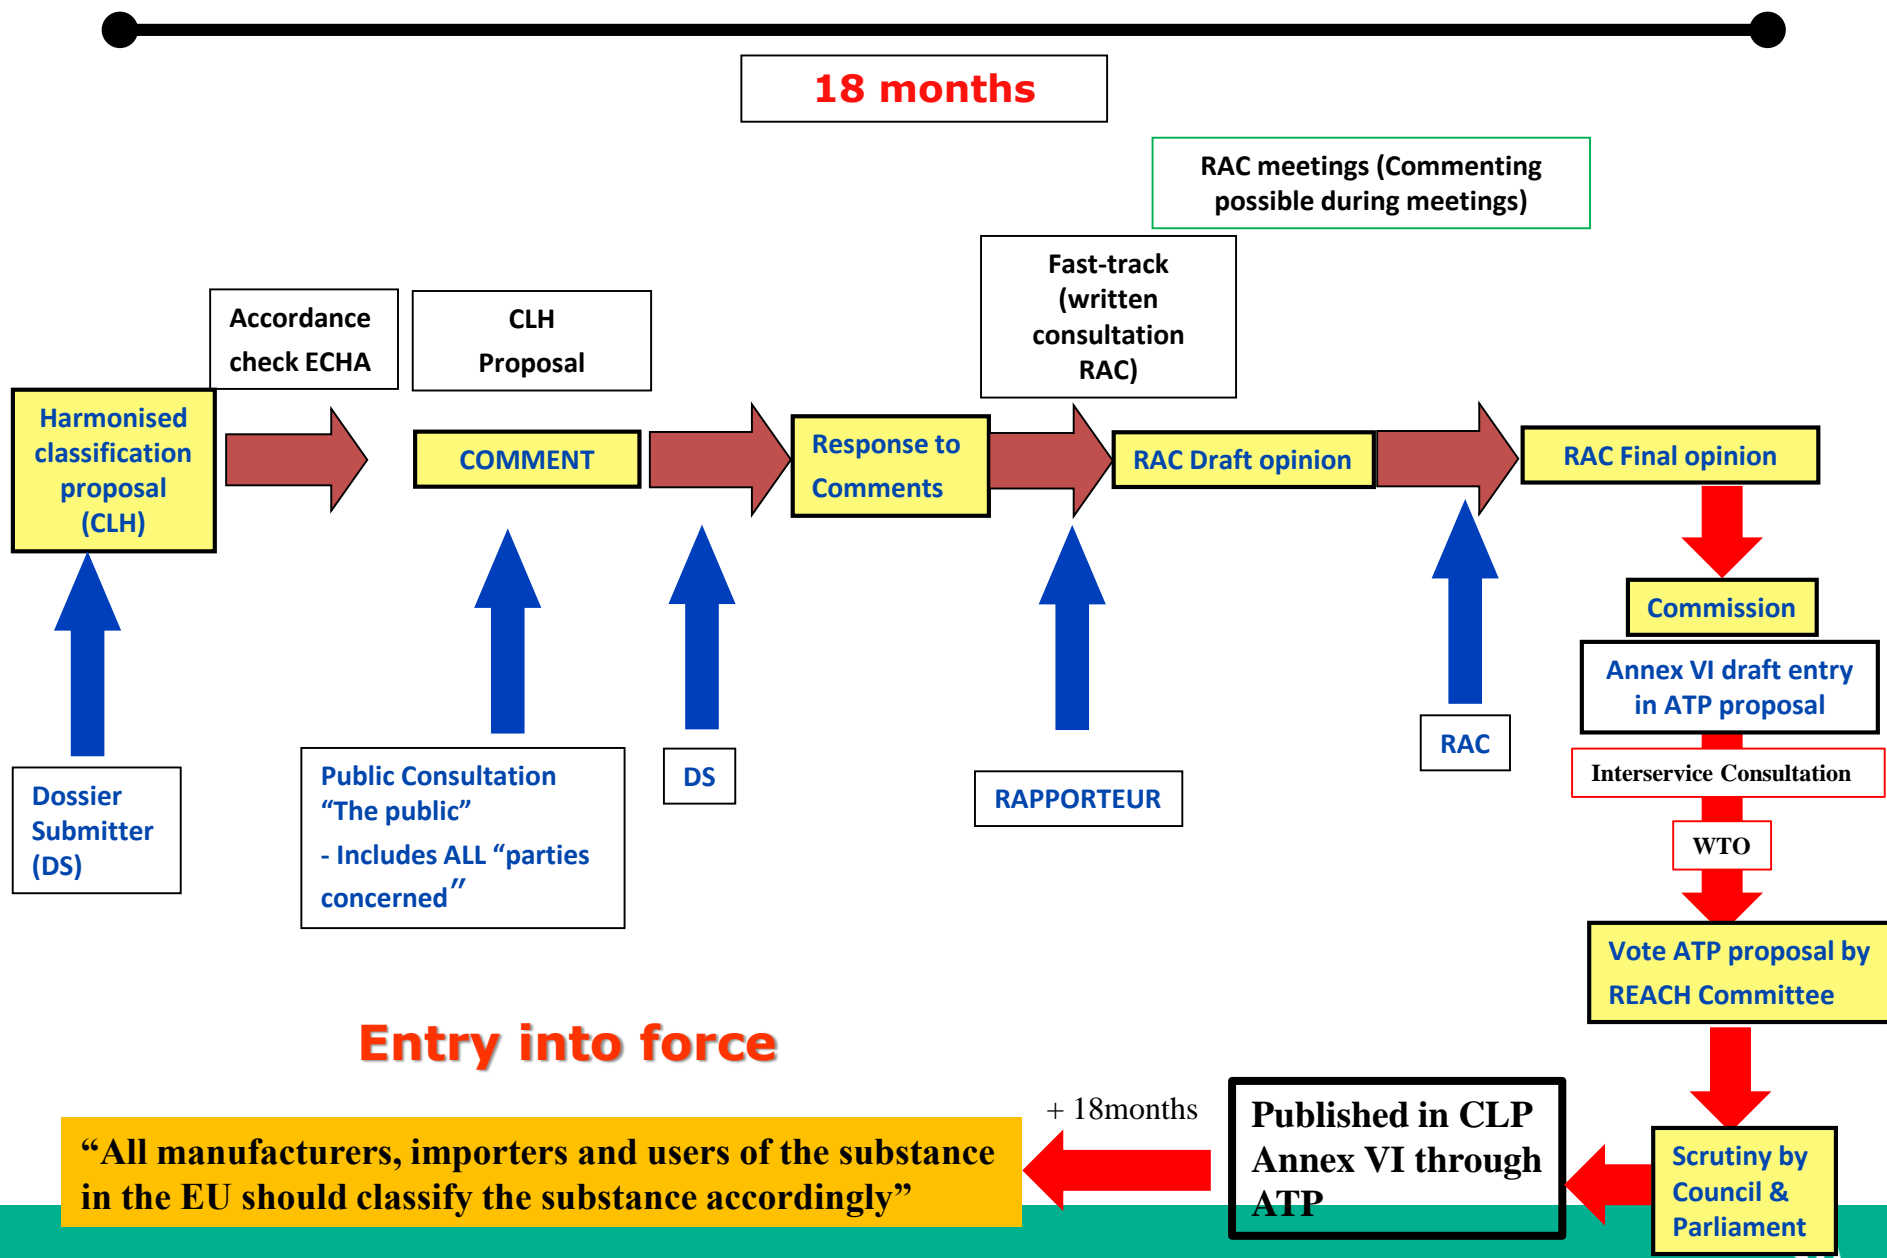 18 months
RAC meetings (Commenting
possible during meetings)
Fast-track
(written
consultation
RAC)
Accordance
check ECHA
CLH
Proposal
Harmonised
classification
proposal
(CLH)
COMMENT
Response to
Comments
RAC Draft opinion
RAC Final opinion
Commission
Annex VI draft entry
in ATP proposal
Interservice Consultation
WTO
Dossier
Submitter
(DS)
Public Consultation
“The public”
- Includes ALL “parties
concerned”
DS
RAPPORTEUR
RAC
Vote ATP proposal by
REACH Committee
Scrutiny by
Council &
Parliament
Published in CLP
Annex VI through
ATP
+ 18months
Entry into force
“All manufacturers, importers and users of the substance
in the EU should classify the substance accordingly”